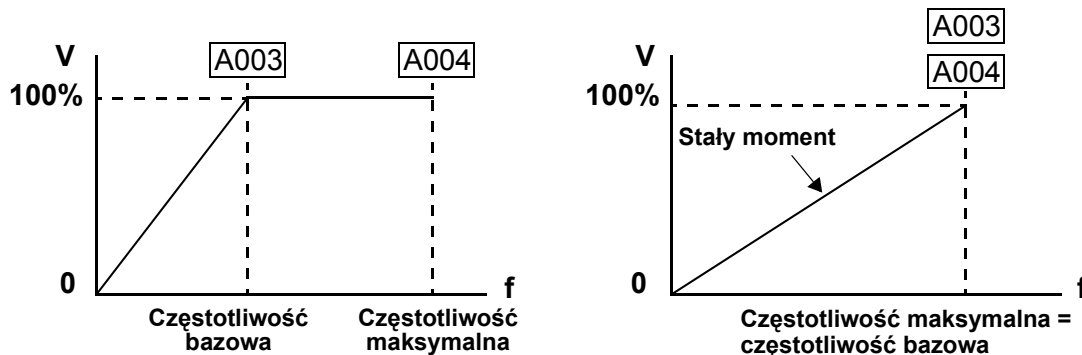 A003
A004
V
100%
0
f
Częstotliwość
bazowa
Częstotliwość
maksymalna
A003
A004
V
100%
Stały moment
0
f
Częstotliwość maksymalna =
częstotliwość bazowa